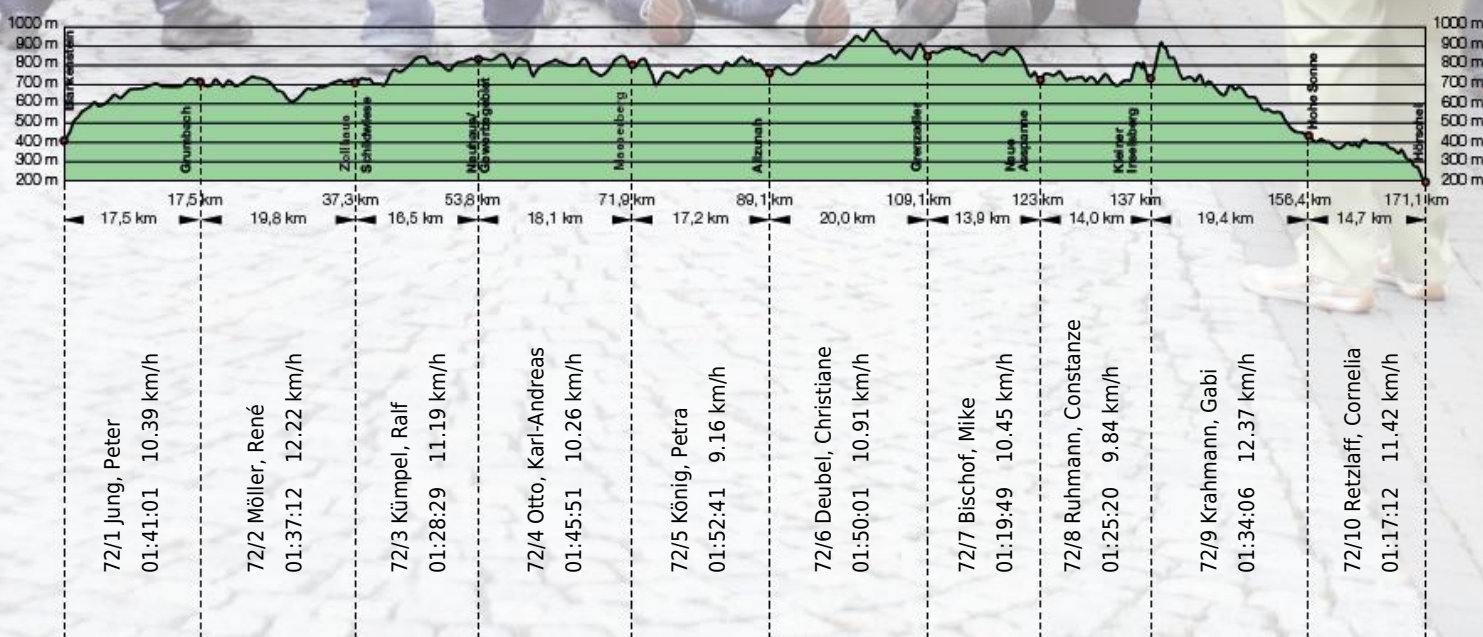 1000 m
900 m
800 m
700 m
600 m
500 m
400 m
300 m
200 m
1000 m
900 m
800 m
700 m
600 m
500 m
400 m
300 m
200 m
Blankenstein
Grumbach
Zollhaus
Schildwiese
Neuhaus/
Masserberg
Allzunah
Grenzadler
Neue
Ausspanne
Kleiner
Inselsberg
Hohe Sonne
Hörschel
17,5 km
37,3 km
53,8 km
71,9 km
89,1 km
109,1 km
123 km
137 km
156,4 km
171,1 km
17,5 km
19,8 km
16,5 km
18,1 km
17,2 km
20,0 km
13,9 km
14,0 km
19,4 km
14,7 km
72/1 Jung, Peter
01:41:01 10.39 km/h
72/2 Möller, René
01:37:12 12.22 km/h
72/3 Kümpel, Ralf
01:28:29 11.19 km/h
72/4 Otto, Karl-Andreas
01:45:51 10.26 km/h
72/5 König, Petra
01:52:41 9.16 km/h
72/6 Deubel, Christiane
01:50:01 10.91 km/h
72/7 Bischof, Mike
01:19:49 10.45 km/h
72/8 Ruhmann, Constanze
01:25:20 9.84 km/h
72/9 Krahmann, Gabi
01:34:06 12.37 km/h
72/10 Retzlaff, Cornelia
01:17:12 11.42 km/h